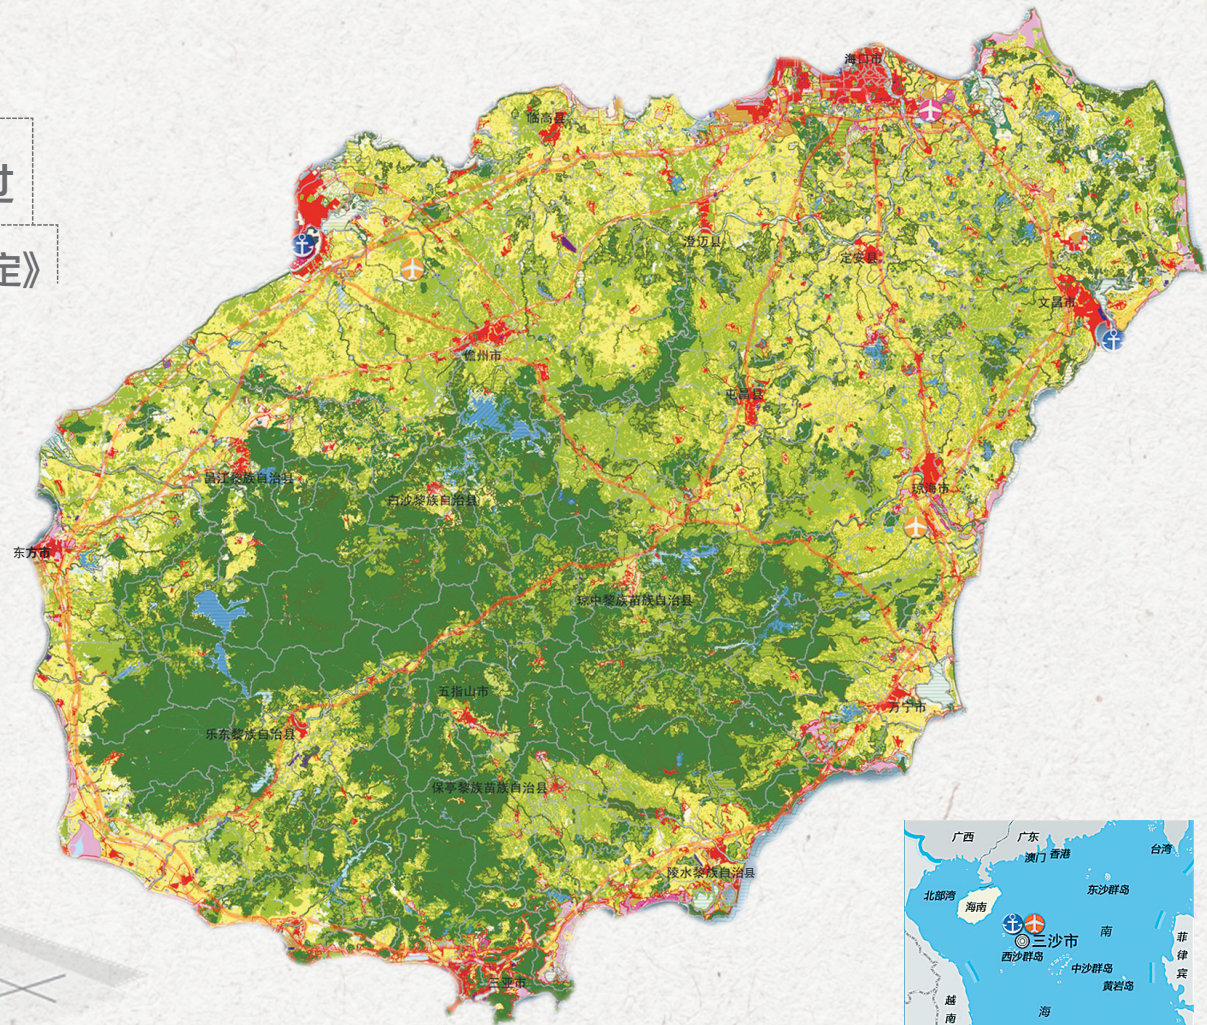 过
定》
海口市
临高县
澄迈县
定安县
文昌市
儋州市
屯昌县
昌江黎族自治县
白沙黎族自治县
琼海市
东方市
琼中黎族苗族自治县
五指山市
万宁市
乐东黎族自治县
保亭黎族苗族自治县
陵水黎族自治县
三亚市
广西
广东
澳门
香港
台湾
北部湾
海南
东沙群岛
三沙市
西沙群岛
南
中沙群岛
黄岩岛
菲律宾
越南
海